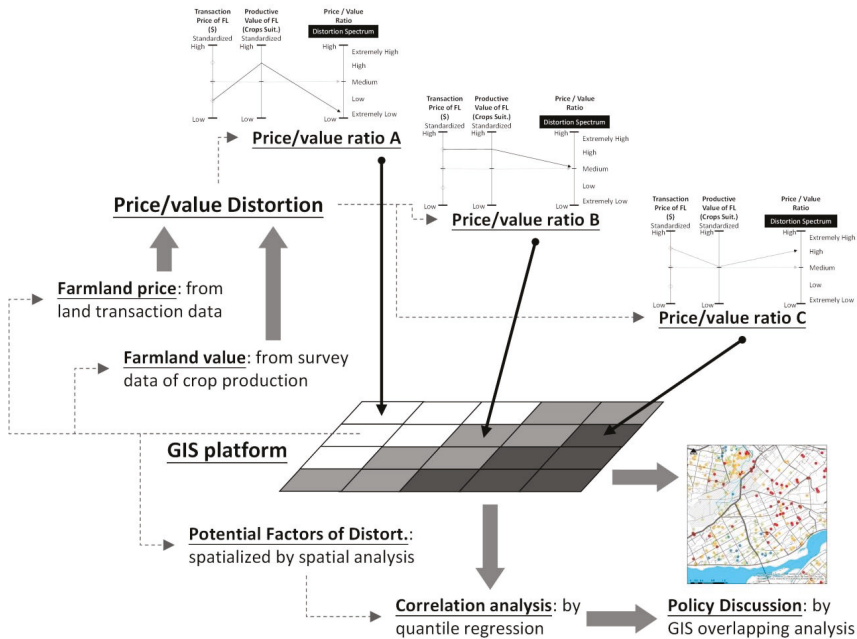 Transaction Price of FL ($)
Productive Value of FL (Crops Suit.)
Price / Value Ratio
Standardized
Standardized
Distortion Spectrum
High
High
High
Extremely High
High
Medium
Low
Low
Low
Low
Extremely Low
Price/value ratio A
Transaction Price of FL ($)
Productive Value of FL (Crops Suit.)
Price / Value Ratio
Standardized
Standardized
Distortion Spectrum
High
High
High
Extremely High
High
Medium
Low
Low
Low
Low
Extremely Low
Price/value ratio B
Transaction Price of FL ($)
Productive Value of FL (Crops Suit.)
Price / Value Ratio
Standardized
Standardized
Distortion Spectrum
High
High
High
Extremely High
High
Medium
Low
Low
Low
Low
Extremely Low
Price/value ratio C
Price/value Distortion
Farmland price: from
land transaction data
Farmland value: from survey
data of crop production
GIS platform
Potential Factors of Distort.:
spatialized by spatial analysis
Correlation analysis: by
quantile regression
Policy Discussion: by
GIS overlapping analysis